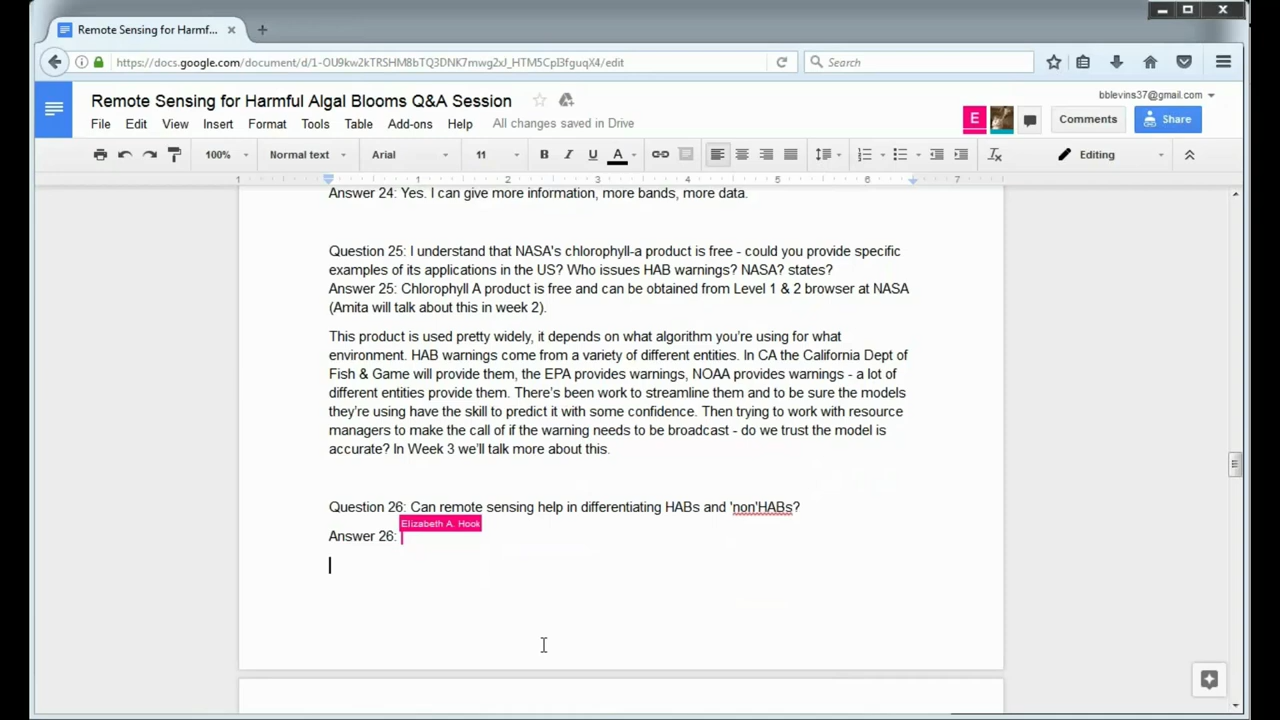 Remote Sensing for Harmf...
https://docs.google.com/document/d/1-OU9kw2kTRSHM8bTQ3DNK7mwg2xJ_HTM5Cpl3fguqX4/edit
Search
Remote Sensing for Harmful Algal Blooms Q&A Session
bblevins37@gmail.com
File Edit View Insert Format Tools Table Add-ons Help All changes saved in Drive
E
Comments
Share
100% Normal text Arial 11 B I U A Editing
1 1 2 3 4 5 6 7
Answer 24: Yes. I can give more information, more bands, more data.
Question 25: I understand that NASA's chlorophyll-a product is free - could you provide specific
examples of its applications in the US? Who issues HAB warnings? NASA? states?
Answer 25: Chlorophyll A product is free and can be obtained from Level 1 & 2 browser at NASA
(Amita will talk about this in week 2).
This product is used pretty widely, it depends on what algorithm you're using for what
environment. HAB warnings come from a variety of different entities. In CA the California Dept of
Fish & Game will provide them, the EPA provides warnings, NOAA provides warnings - a lot of
different entities provide them. There's been work to streamline them and to be sure the models
they're using have the skill to predict it with some confidence. Then trying to work with resource
managers to make the call of if the warning needs to be broadcast - do we trust the model is
accurate? In Week 3 we'll talk more about this.
Question 26: Can remote sensing help in differentiating HABs and 'non'HABs?
Elizabeth A. Hook
Answer 26: